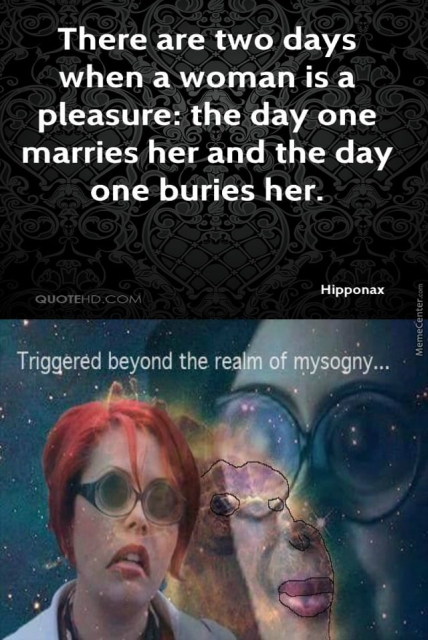 There are two days
when a woman is a
pleasure: the day one
marries her and the day
one buries her.
Hipponax
QUOTEHD.COM
MemeCenter.com
Triggered beyond the realm of mysogny...